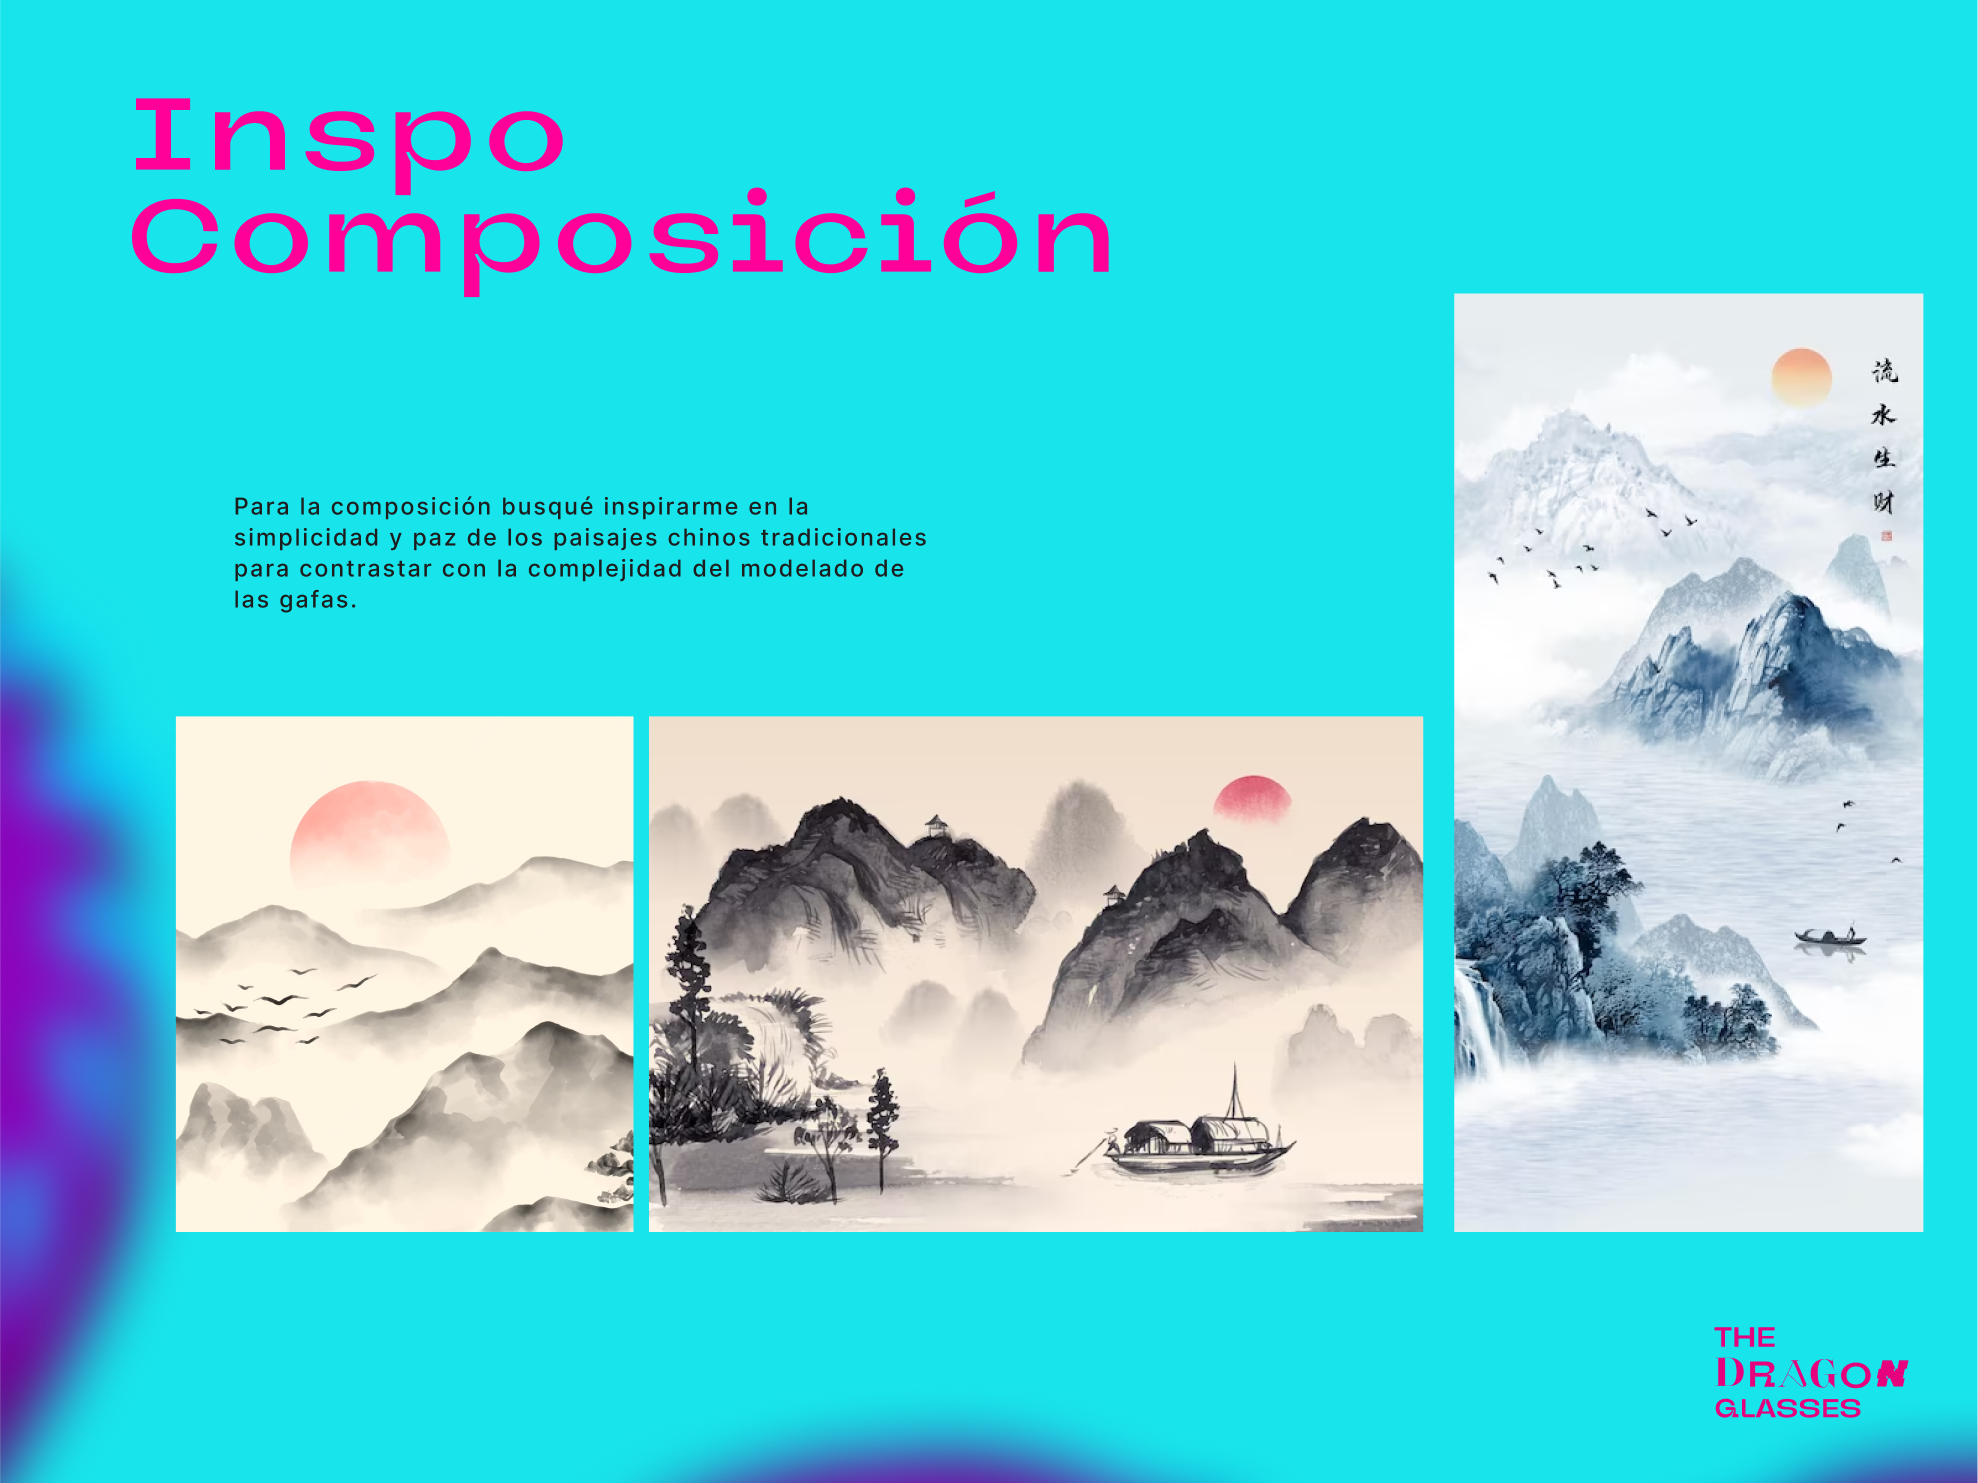 Inspo
Composición
Para la composición busqué inspirarme en la
simplicidad y paz de los paisajes chinos tradicionales
para contrastar con la complejidad del modelado de
las gafas.
流水生财
THE
DRAGON
GLASSES